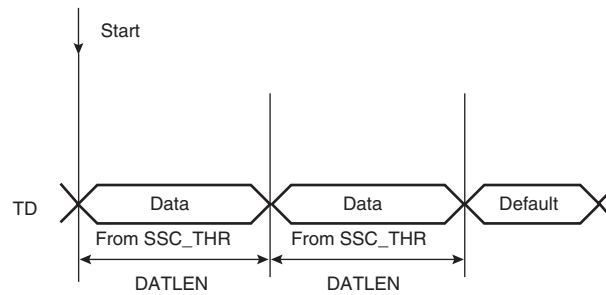 Start
TD
Data
Data
Default
From SSC_THR
From SSC_THR
DATLEN
DATLEN